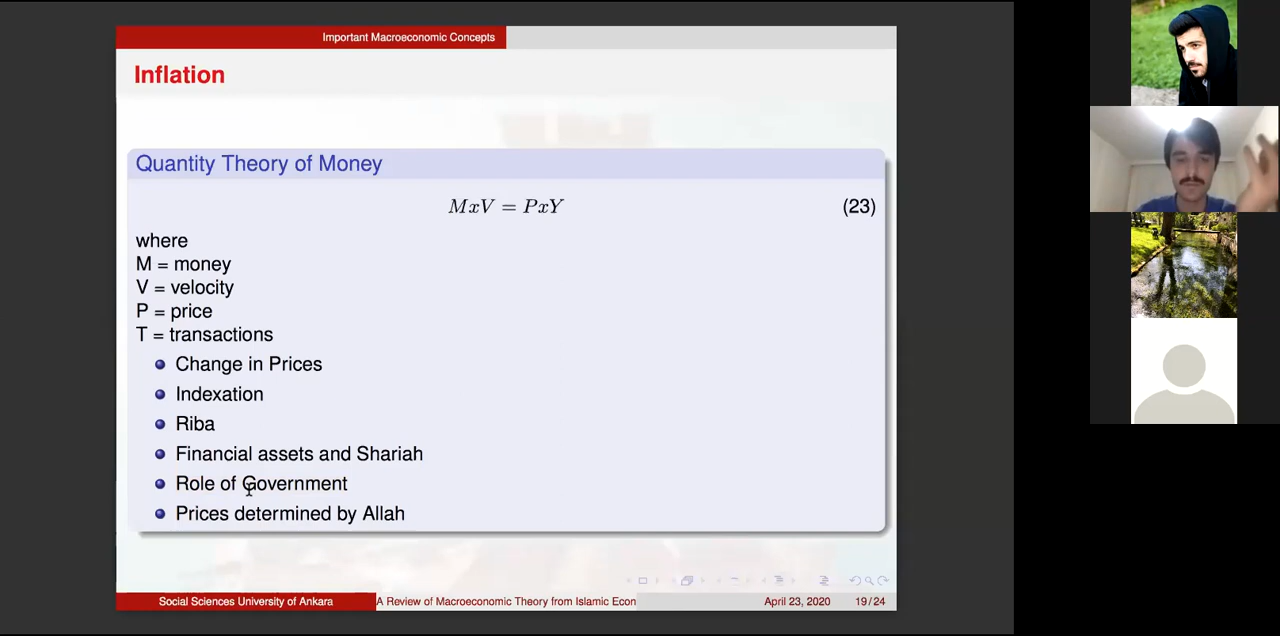 Important Macroeconomic Concepts
Inflation
Quantity Theory of Money
MxV = PxY (23)
where
M = money
V = velocity
P = price
T = transactions
Change in Prices
Indexation
Riba
Financial assets and Shariah
Role of Government
Prices determined by Allah
Social Sciences University of Ankara A Review of Macroeconomic Theory from Islamic Econ April 23, 2020 19/24